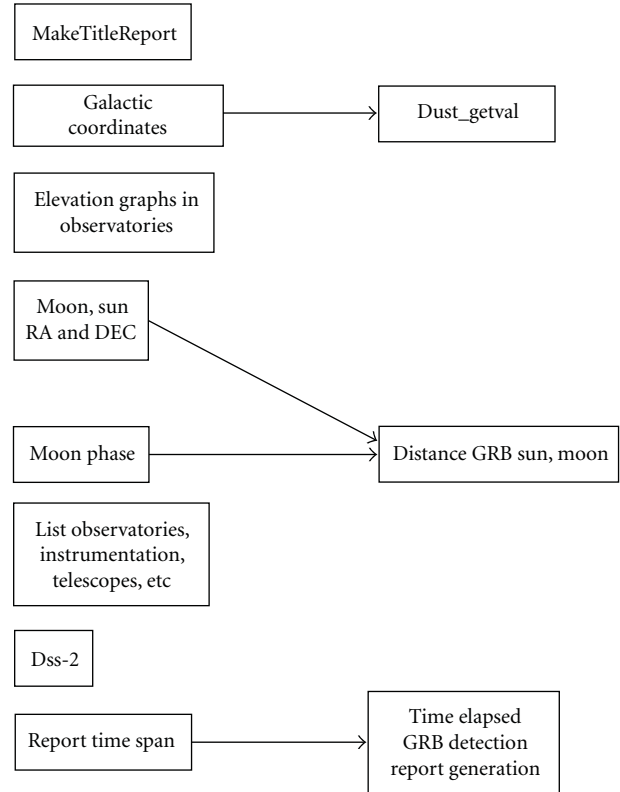 MakeTitleReport
Galactic
coordinates
Dust_getval
Elevation graphs in
observatories
Moon, sun
RA and DEC
Moon phase
Distance GRB sun, moon
List observatories,
instrumentation,
telescopes, etc
Dss-2
Report time span
Time elapsed
GRB detection
report generation